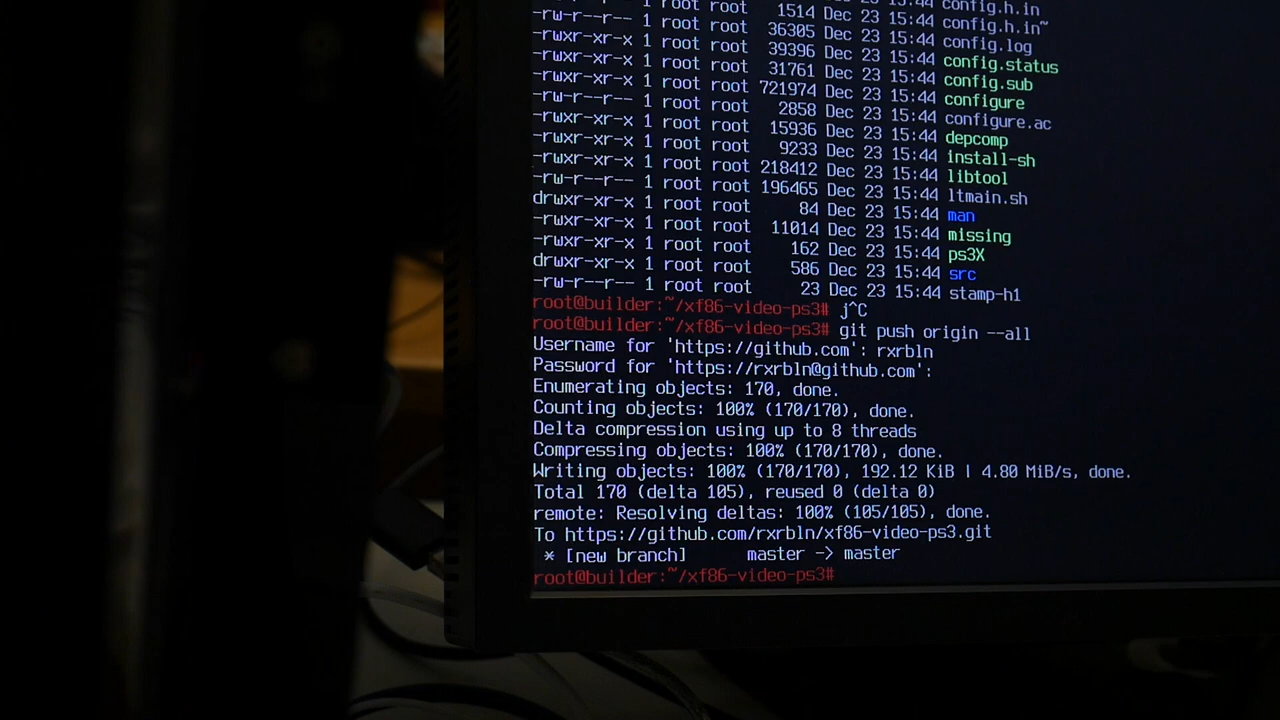 config.h.in
-rw-r--r-- 1 root root 1514 Dec 23 15:44 config.h.in~
-rw-r--r-- 1 root root 36305 Dec 23 15:44 config.log
-rwxr-xr-x 1 root root 39396 Dec 23 15:44 config.status
-rwxr-xr-x 1 root root 31761 Dec 23 15:44 config.sub
-rwxr-xr-x 1 root root 721974 Dec 23 15:44 configure
-rw-r--r-- 1 root root 2858 Dec 23 15:44 configure.ac
-rwxr-xr-x 1 root root 15936 Dec 23 15:44 depcomp
-rwxr-xr-x 1 root root 9233 Dec 23 15:44 install-sh
-rwxr-xr-x 1 root root 218412 Dec 23 15:44 libtool
-rw-r--r-- 1 root root 196465 Dec 23 15:44 ltmain.sh
drwxr-xr-x 1 root root 84 Dec 23 15:44 man
-rwxr-xr-x 1 root root 11014 Dec 23 15:44 missing
-rwxr-xr-x 1 root root 162 Dec 23 15:44 ps3X
drwxr-xr-x 1 root root 586 Dec 23 15:44 src
-rw-r--r-- 1 root root 23 Dec 23 15:44 stamp-h1
root@builder:~/xf86-video-ps3# j^C
root@builder:~/xf86-video-ps3# git push origin --all
Username for 'https://github.com': rxrbln
Password for 'https://rxrbln@github.com':
Enumerating objects: 170, done.
Counting objects: 100% (170/170), done.
Delta compression using up to 8 threads
Compressing objects: 100% (170/170), done.
Writing objects: 100% (170/170), 192.12 KiB | 4.80 MiB/s, done.
Total 170 (delta 105), reused 0 (delta 0)
remote: Resolving deltas: 100% (105/105), done.
To https://github.com/rxrbln/xf86-video-ps3.git
 * [new branch]      master -> master
root@builder:~/xf86-video-ps3#